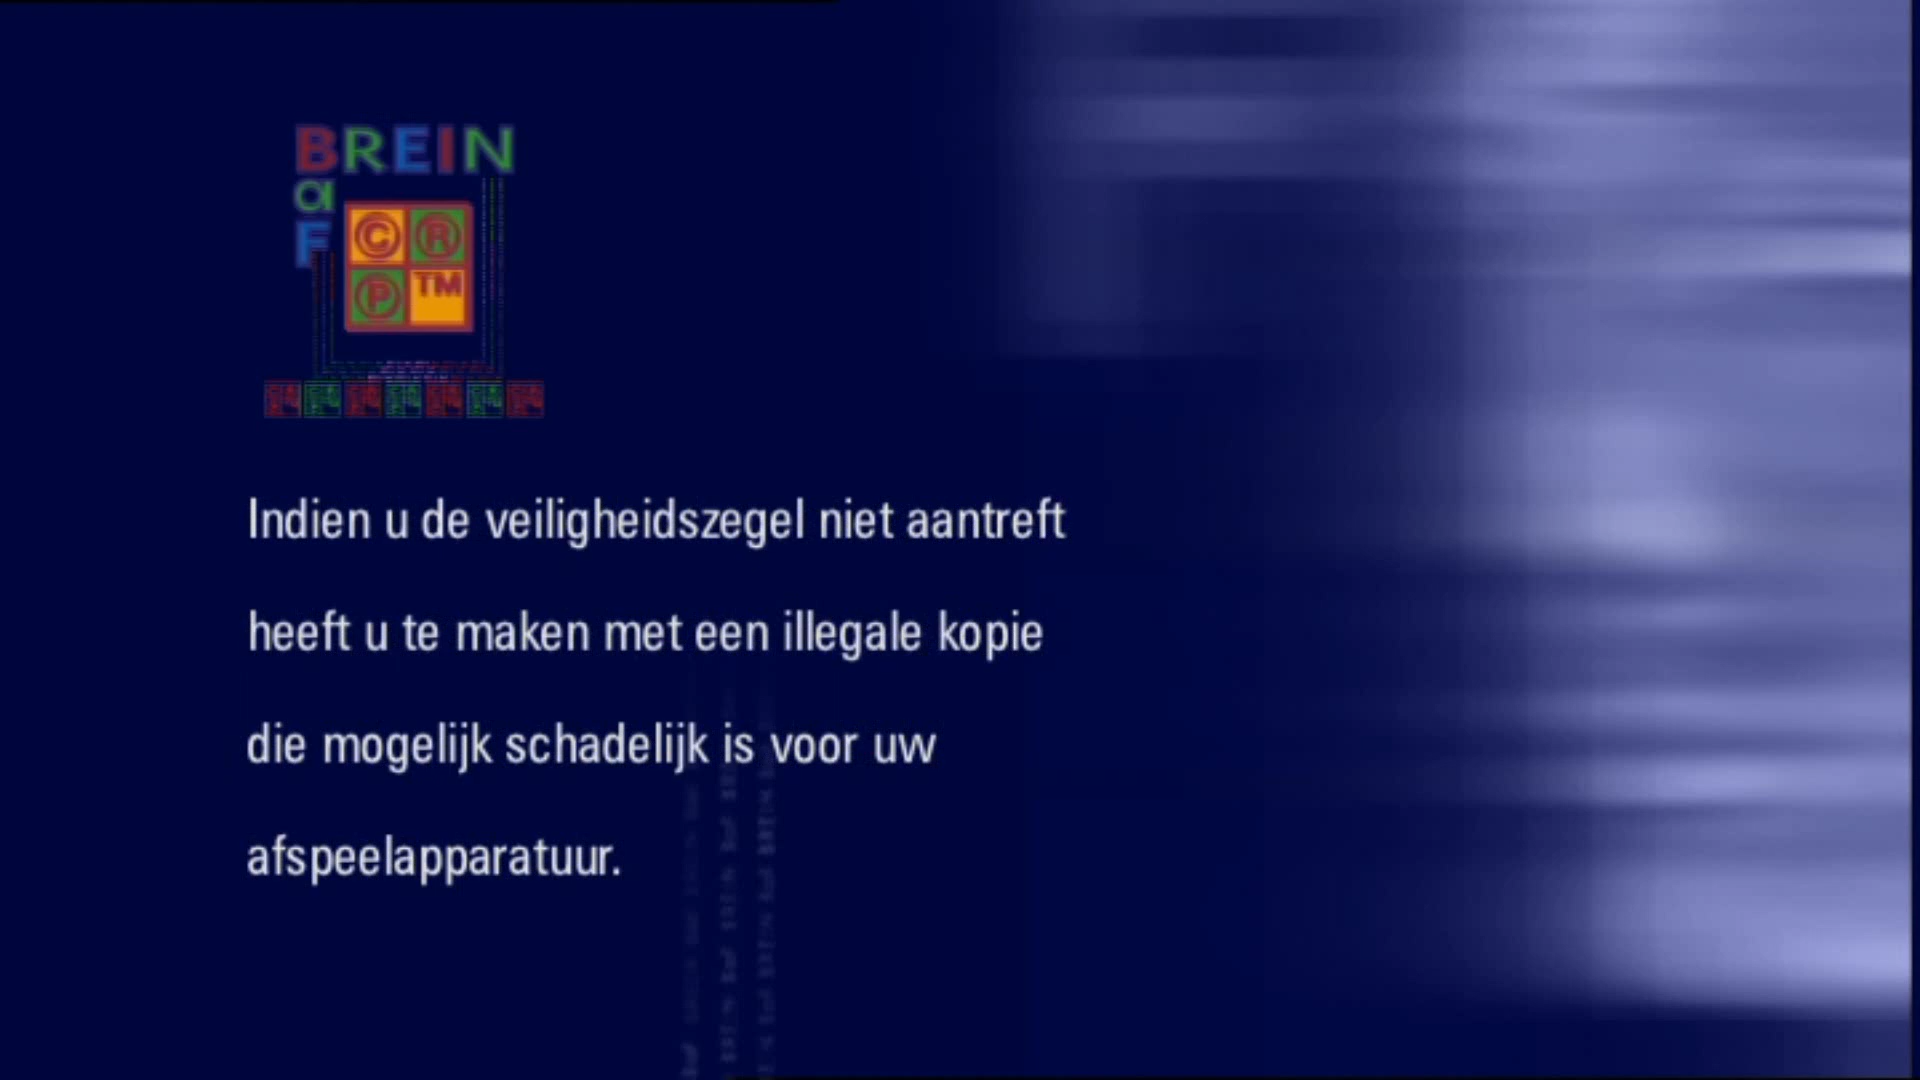 BREIN
a
F
© ®
℗ TM
Indien u de veiligheidszegel niet aantreft
heeft u te maken met een illegale kopie
die mogelijk schadelijk is voor uw
afspeelapparatuur.